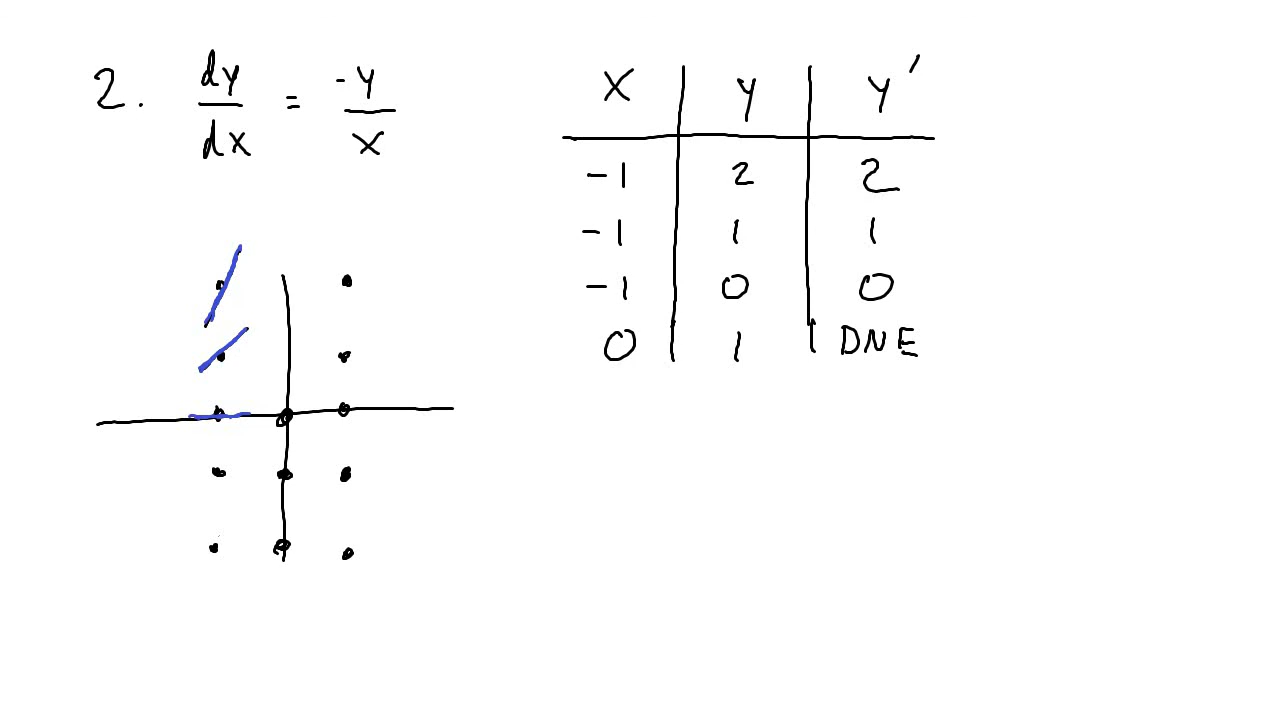 2. dy/dx = -y/x
x y y'
-1 2 2
-1 1 1
-1 0 0
0 1 DNE